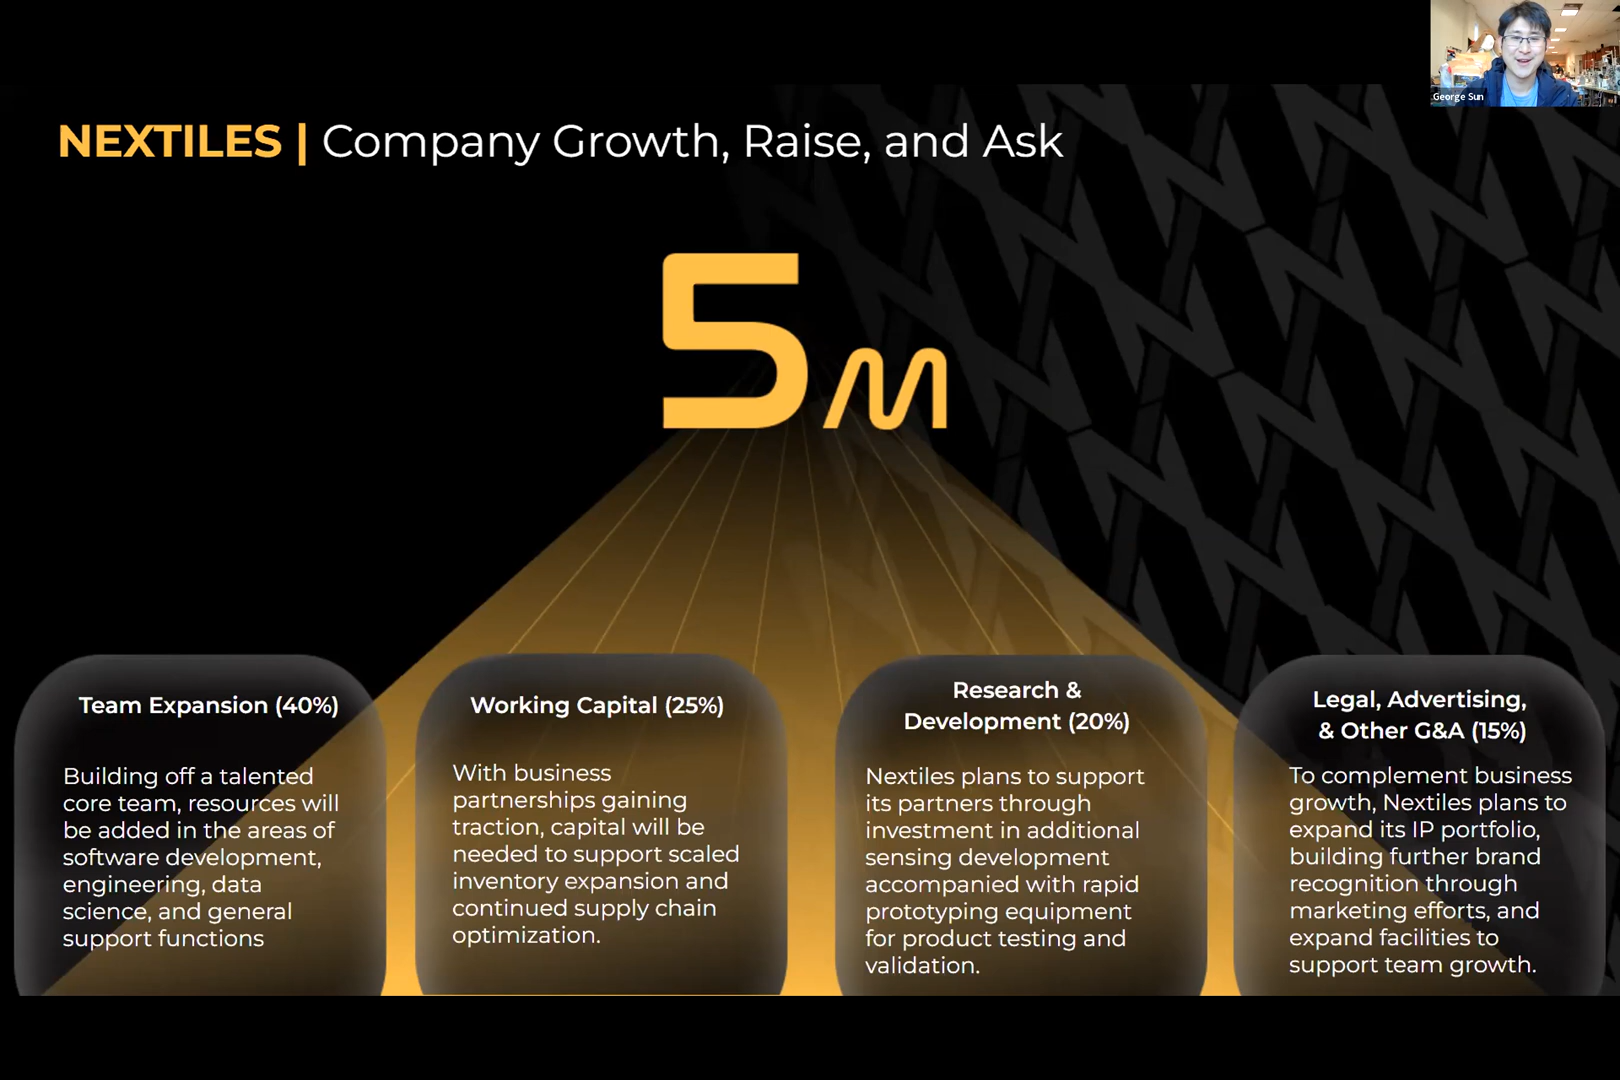 George Sun
NEXTILES | Company Growth, Raise, and Ask
5M
Team Expansion (40%)
Building off a talented
core team, resources will
be added in the areas of
software development,
engineering, data
science, and general
support functions
Working Capital (25%)
With business
partnerships gaining
traction, capital will be
needed to support scaled
inventory expansion and
continued supply chain
optimization.
Research &
Development (20%)
Nextiles plans to support
its partners through
investment in additional
sensing development
accompanied with rapid
prototyping equipment
for product testing and
validation.
Legal, Advertising,
& Other G&A (15%)
To complement business
growth, Nextiles plans to
expand its IP portfolio,
building further brand
recognition through
marketing efforts, and
expand facilities to
support team growth.